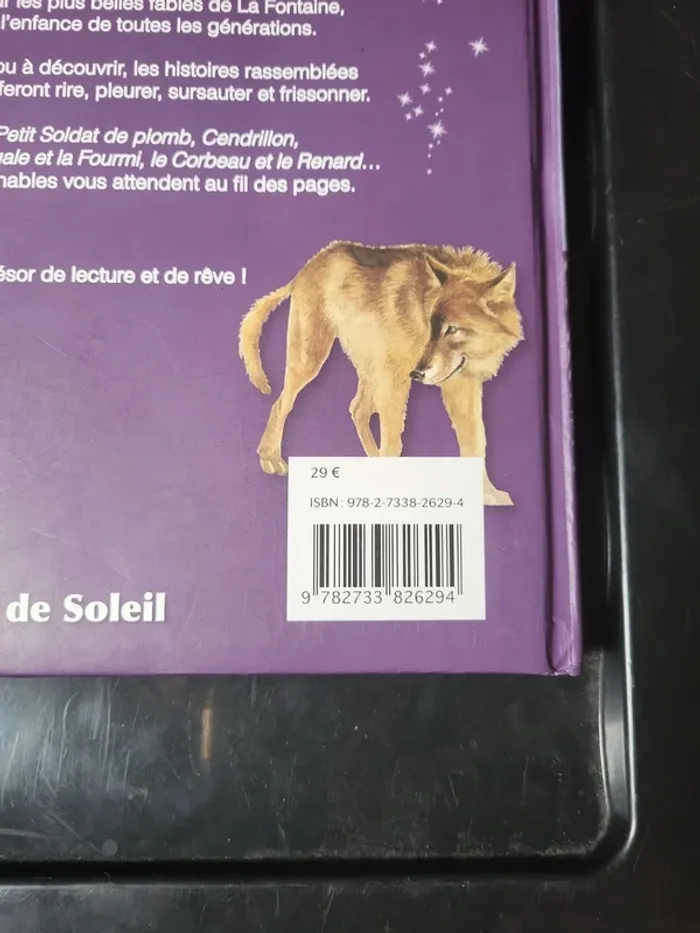 les plus belles fables de La Fontaine,
l'enfance de toutes les générations.
ou à découvrir, les histoires rassemblées
feront rire, pleurer, sursauter et frissonner.
Petit Soldat de plomb, Cendrillon,
et la Fourmi, le Corbeau et le Renard...
vous attendent au fil des pages.
de lecture et de rêve !
29 €
ISBN : 978-2-7338-2629-4
9 782733 826294
de Soleil